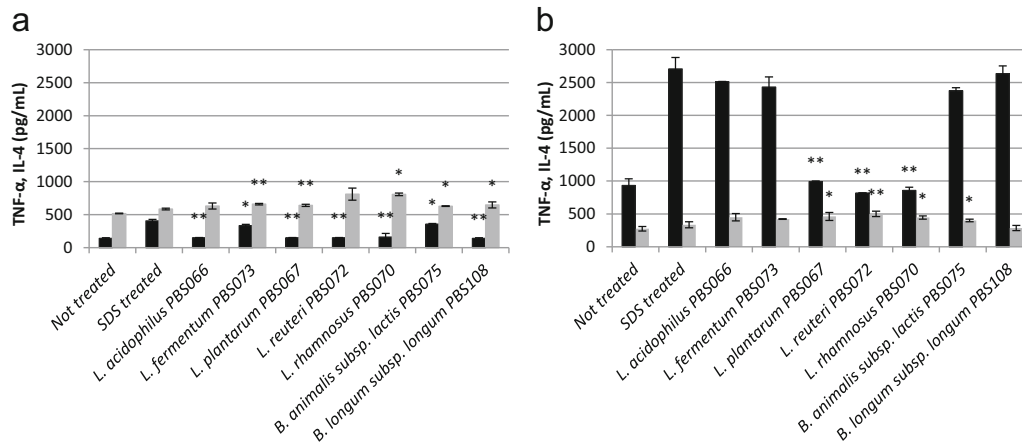 a
3000
2500
2000
1500
1000
500
0
TNF-α, IL-4 (pg/mL)
** * ** ** ** ** ** * * * ** *
Not treated
SDS treated
L. acidophilus PBS066
L. fermentum PBS073
L. plantarum PBS067
L. reuteri PBS072
L. rhamnosus PBS070
B. animalis subsp. lactis PBS075
B. longum subsp. longum PBS108
b
3000
2500
2000
1500
1000
500
0
TNF-α, IL-4 (pg/mL)
** * ** ** ** * *
Not treated
SDS treated
L. acidophilus PBS066
L. fermentum PBS073
L. plantarum PBS067
L. reuteri PBS072
L. rhamnosus PBS070
B. animalis subsp. lactis PBS075
B. longum subsp. longum PBS108